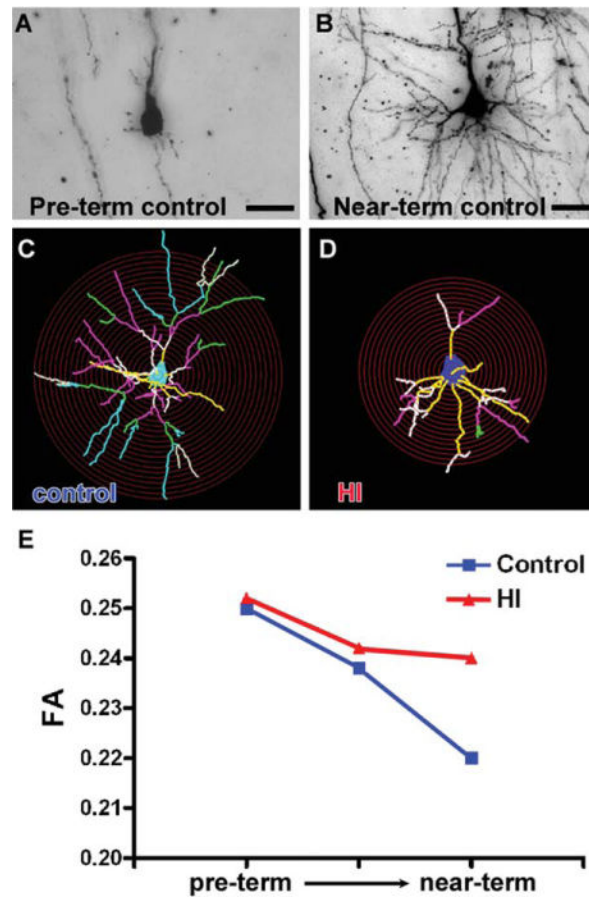 A
Pre-term control
B
Near-term control
C
control
D
HI
E
Control
HI
FA
0.26
0.25
0.24
0.23
0.22
0.21
0.20
pre-term
near-term